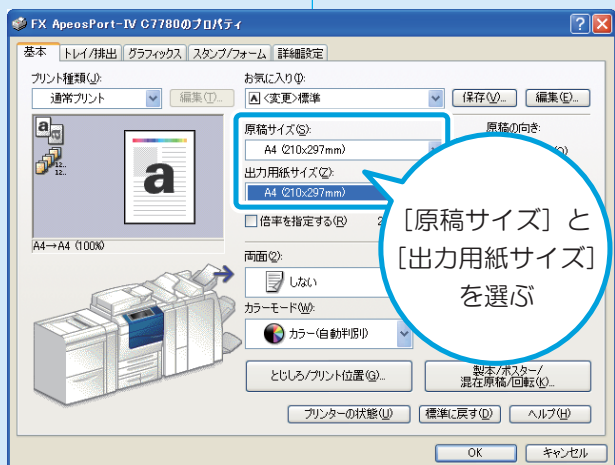 FX ApeosPort-IV C7780のプロパティ
基本 トレイ/排出 グラフィックス スタンプ/フォーム 詳細設定
プリント種類(J):
通常プリント 編集(T)...
お気に入り(I):
A <変更>標準 保存(V)... 編集(E)...
原稿サイズ(S):
A4 (210x297mm)
原稿の向き:
出力用紙サイズ(Z):
A4 (210x297mm)
倍率を指定する(R)
A4→A4 (100%)
[原稿サイズ] と
[出力用紙サイズ]
を選ぶ
両面(2):
しない
カラーモード(W):
カラー(自動判別)
とじしろ/プリント位置(G)...
製本/ポスター/
混在原稿/回転(K)...
プリンターの状態(U) 標準に戻す(D) ヘルプ(H)
OK キャンセル